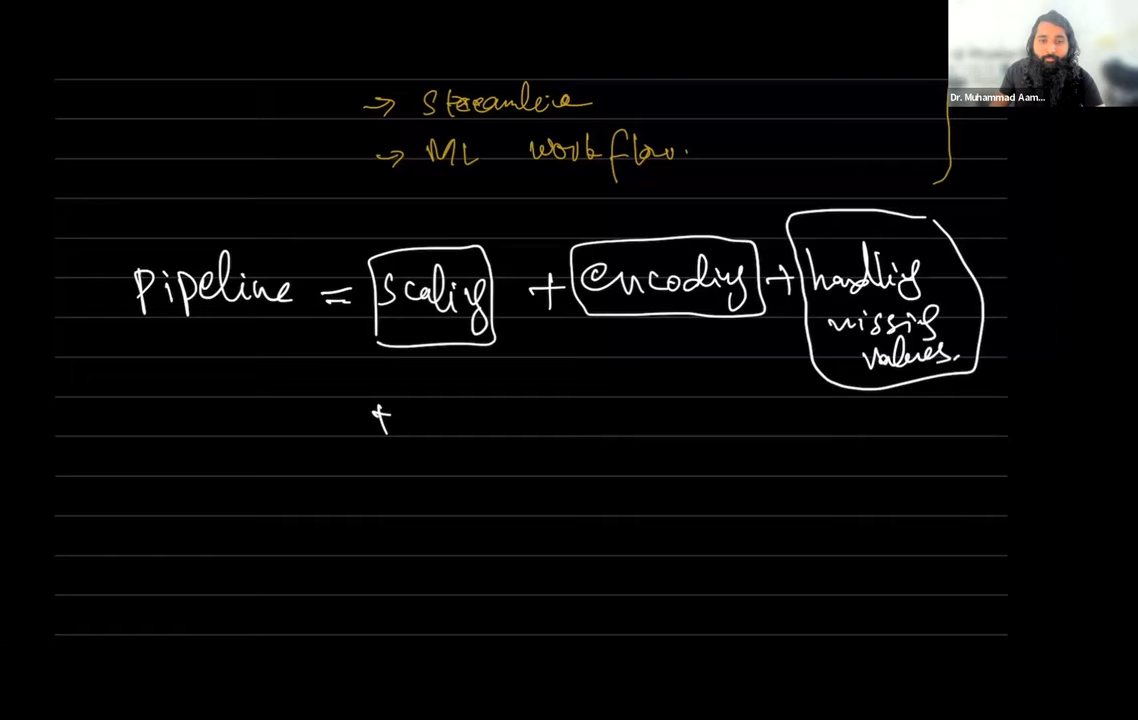 Dr. Muhammad Aam...
→ Streamline
→ ML workflow.
Pipeline = scaling + encoding + handling
missing
values.
+